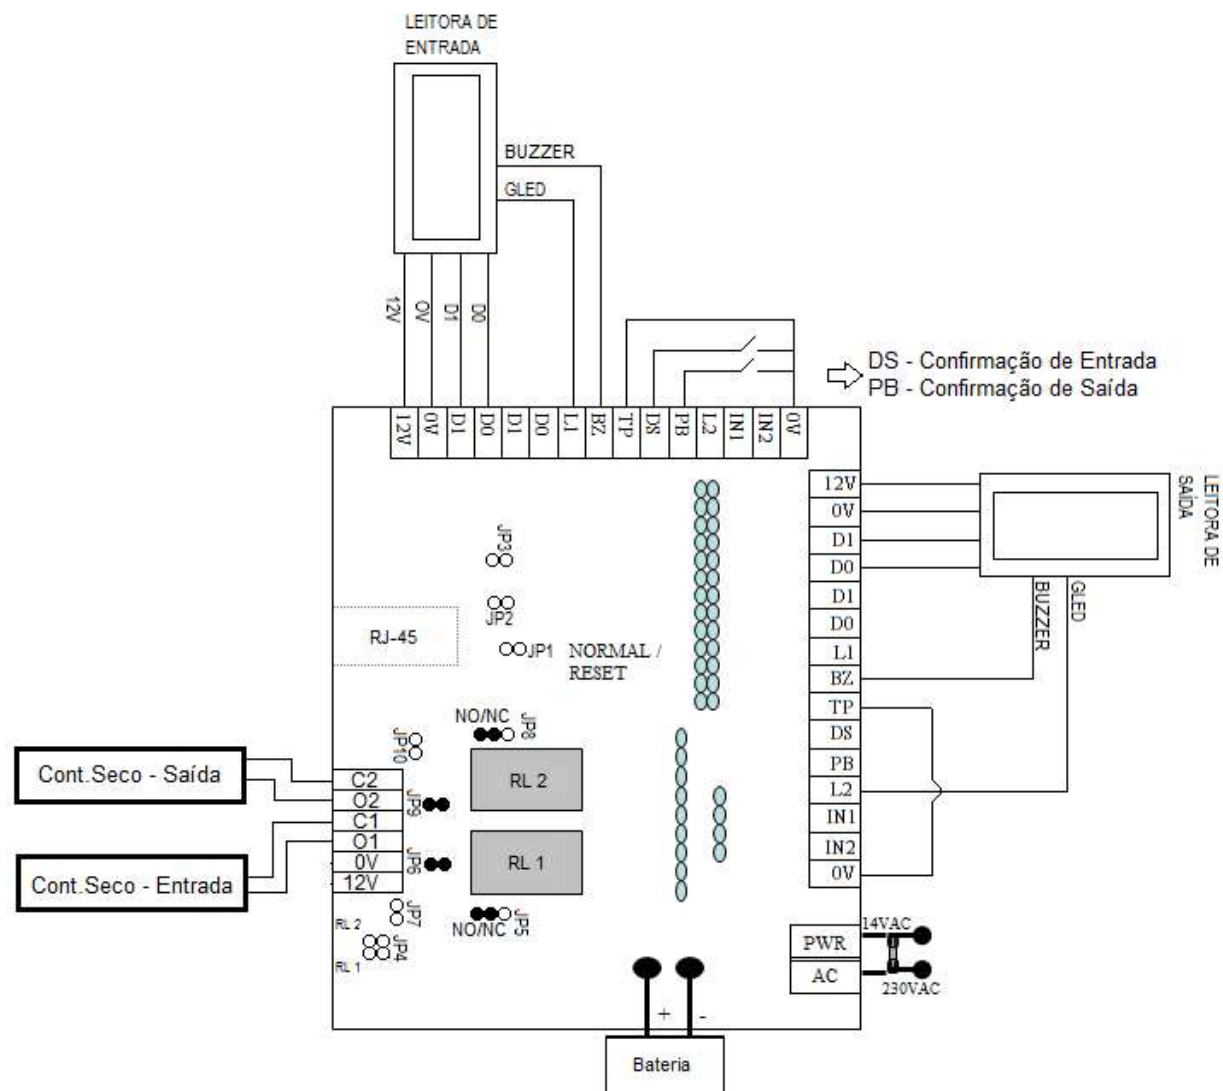 LEITORA DE
ENTRADA
BUZZER
GLED
12V
OV
D1
D0
DS - Confirmação de Entrada
PB - Confirmação de Saída
12V
0V
D1
D0
D1
D0
L1
BZ
TP
DS
PB
L2
IN1
IN2
0V
12V
0V
D1
D0
D1
D0
L1
BZ
TP
DS
PB
L2
IN1
IN2
0V
LEITORA DE
SAÍDA
BUZZER
GLED
JP3
JP2
JP1
NORMAL /
RESET
RJ-45
NO/NC
JP8
JP10
RL 2
Cont.Seco - Saída
C2
O2
C1
O1
0V
12V
JP9
JP6
RL 1
Cont.Seco - Entrada
NO/NC
JP5
JP7
RL 2
JP4
RL 1
PWR
AC
14VAC
230VAC
+
-
Bateria